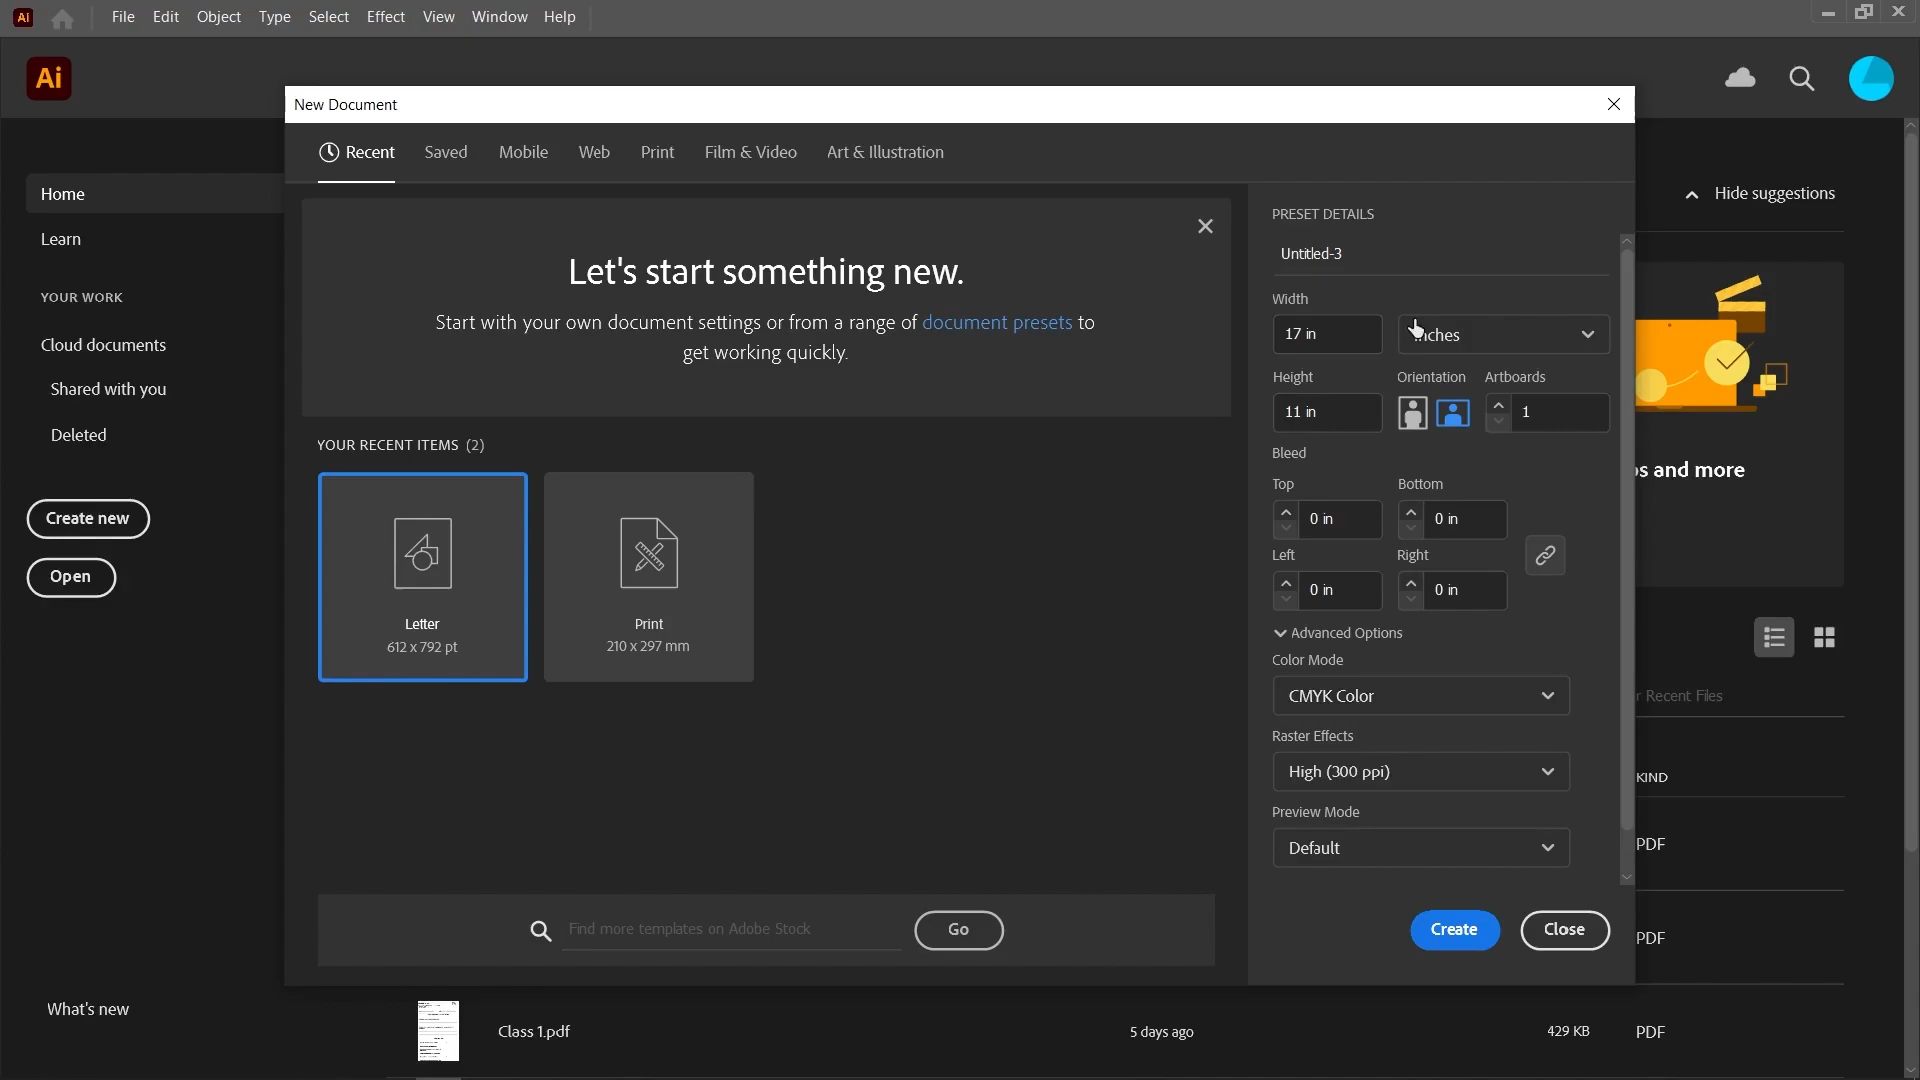 Ai
File Edit Object Type Select Effect View Window Help
Ai
New Document
Recent Saved Mobile Web Print Film & Video Art & Illustration
Home
Learn
YOUR WORK
Cloud documents
Shared with you
Deleted
Create new
Open
What's new
Let's start something new.
Start with your own document settings or from a range of document presets to
get working quickly.
YOUR RECENT ITEMS (2)
Letter
612 x 792 pt
Print
210 x 297 mm
Find more templates on Adobe Stock
Go
PRESET DETAILS
Untitled-3
Width
17 in
Height Orientation Artboards
11 in 1
Bleed
Top Bottom
0 in 0 in
Left Right
0 in 0 in
Advanced Options
Color Mode
CMYK Color
Raster Effects
High (300 ppi)
Preview Mode
Default
Create Close
Hide suggestions
and more
Recent Files
KIND
PDF
PDF
Class 1.pdf 5 days ago 429 KB PDF